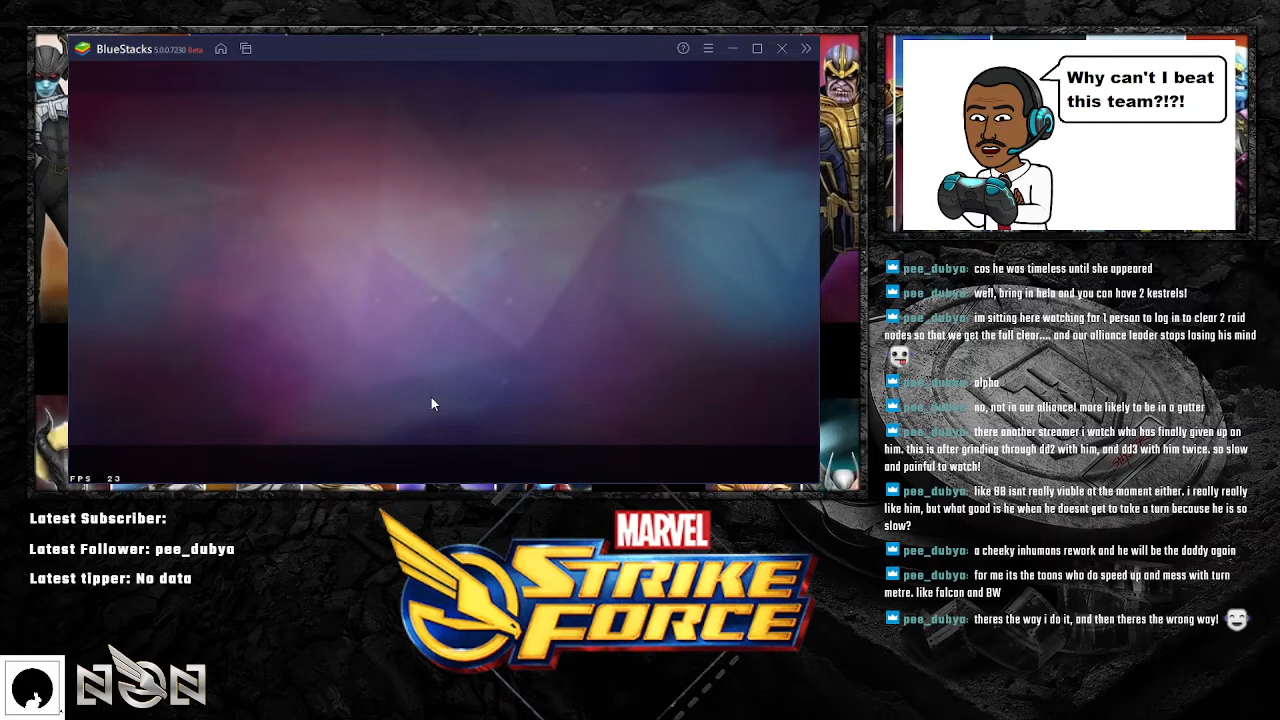 BlueStacks 5.0.0.7230 Beta
FPS 23
Why can't I beat
this team?!?!
pee_dubya: cos he was timeless until she appeared
pee_dubya: well, bring in hela and you can have 2 kestrels!
pee_dubya: im sitting here watching for 1 person to log in to clear 2 raid
nodes so that we get the full clear.... and our alliance leader stops losing his mind
pee_dubya: alpha
pee_dubya: no, not in our alliance! more likely to be in a gutter
pee_dubya: there another streamer i watch who has finally given up on
him. this is after grinding through dd2 with him, and dd3 with him twice. so slow
and painful to watch!
pee_dubya: like BB isnt really viable at the moment either. i really really
like him, but what good is he when he doesnt get to take a turn because he is so
slow?
pee_dubya: a cheeky inhumans rework and he will be the daddy again
pee_dubya: for me its the toons who do speed up and mess with turn
metre. like falcon and BW
pee_dubya: theres the way i do it, and then theres the wrong way!
Latest Subscriber:
Latest Follower: pee_dubya
Latest tipper: No data
MARVEL
STRIKE
FORCE
NON